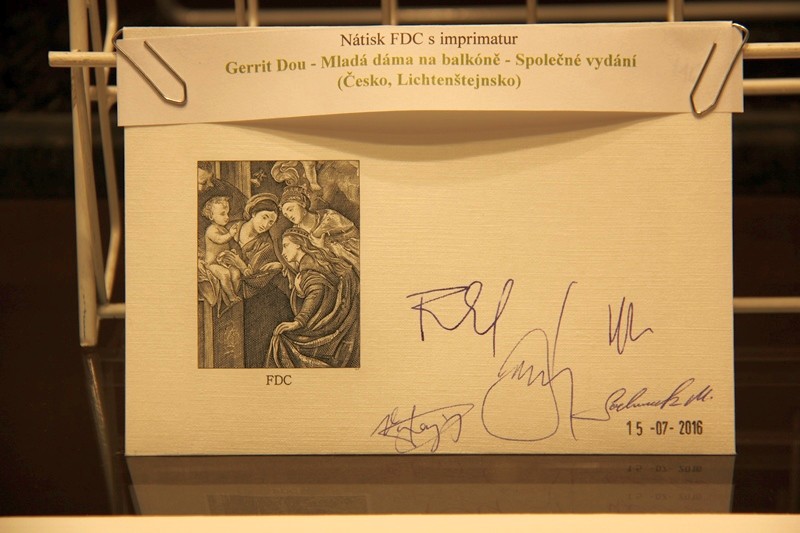 Nátisk FDC s imprimatur
Gerrit Dou - Mladá dáma na balkóně - Společné vydání
(Česko, Lichtenštejnsko)
FDC
15 -07- 2016